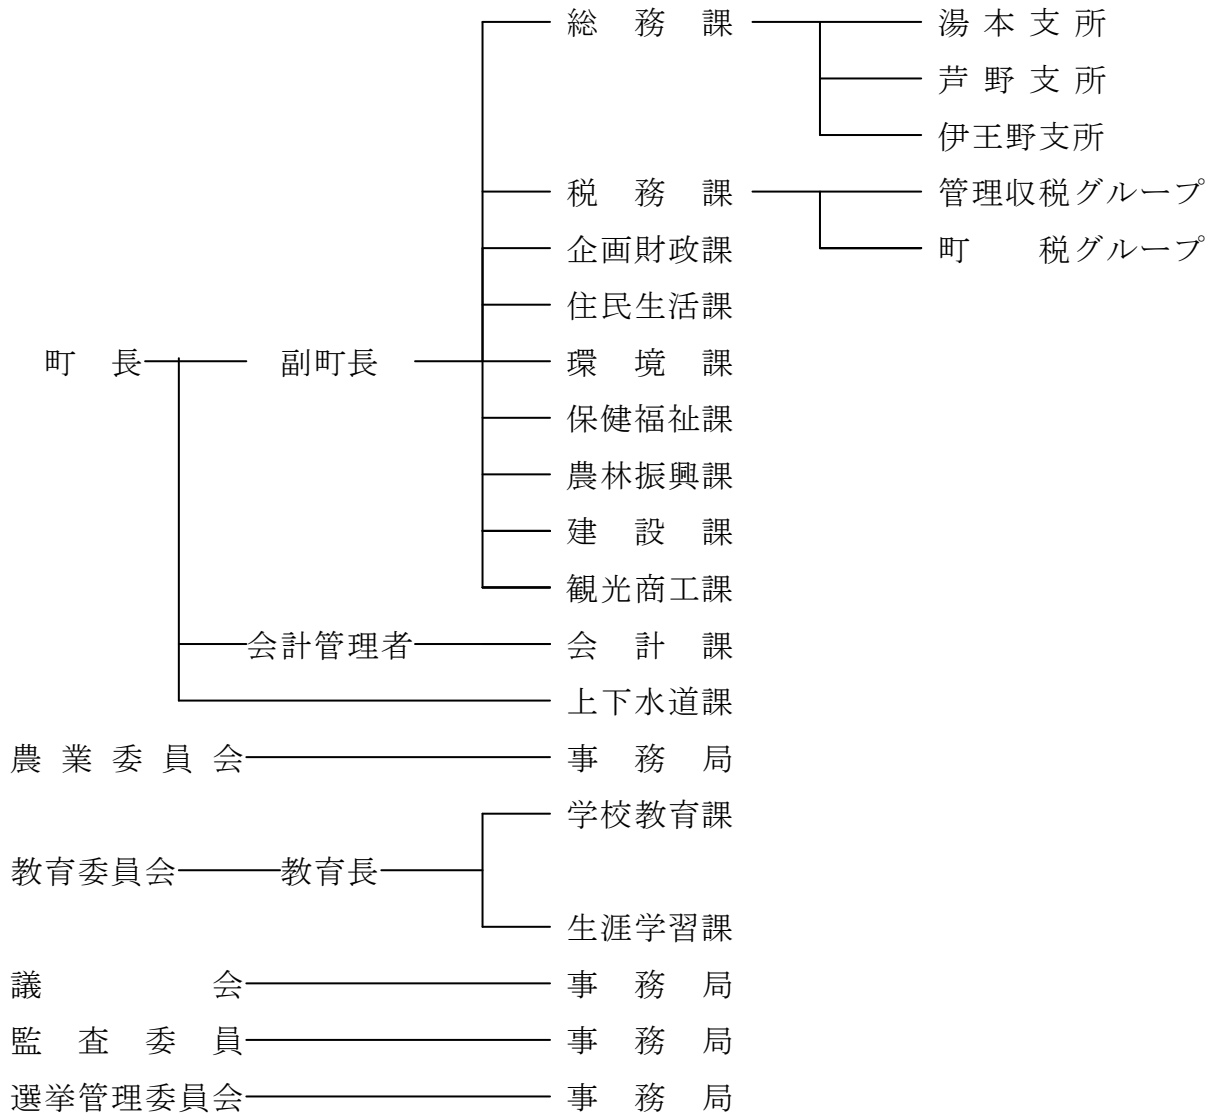 総務課 湯本支所
芦野支所
伊王野支所
税務課 管理収税グループ
企画財政課 町税グループ
住民生活課
町長 副町長 環境課
保健福祉課
農林振興課
建設課
観光商工課
会計管理者 会計課
上下水道課
農業委員会 事務局
学校教育課
教育委員会 教育長
生涯学習課
議会 事務局
監査委員 事務局
選挙管理委員会 事務局